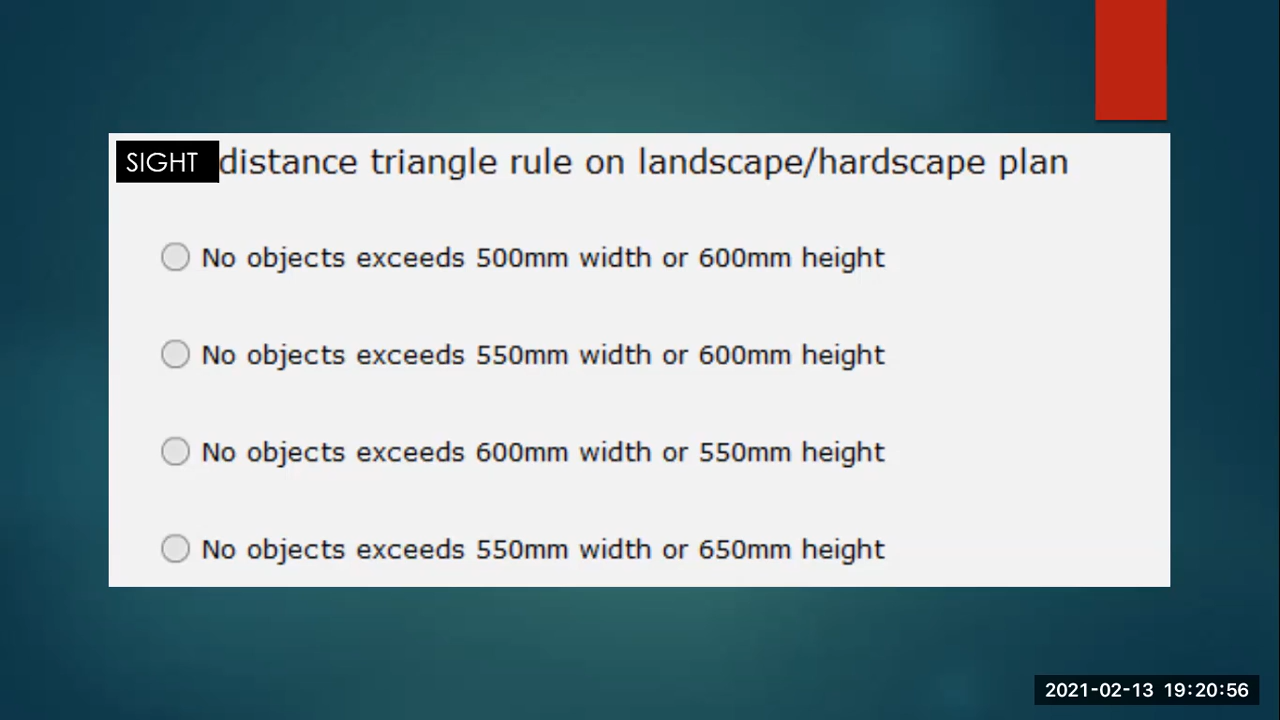 SIGHT distance triangle rule on landscape/hardscape plan
No objects exceeds 500mm width or 600mm height
No objects exceeds 550mm width or 600mm height
No objects exceeds 600mm width or 550mm height
No objects exceeds 550mm width or 650mm height
2021-02-13 19:20:56